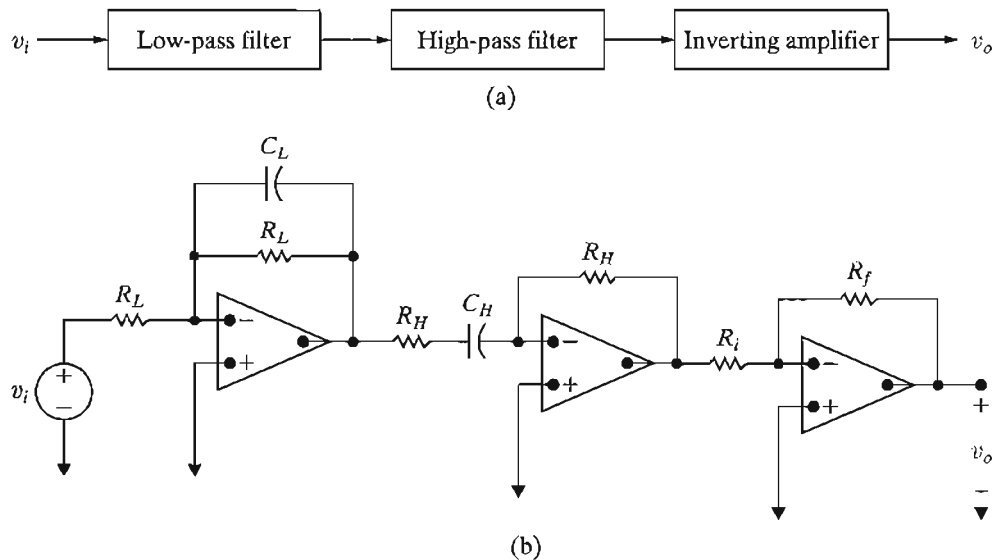 v_i Low-pass filter High-pass filter Inverting amplifier v_o
(a)
C_L
R_L
R_H
R_f
R_L
R_H
C_H
R_i
−
+
−
+
−
+
v_i
+
−
+
v_o
−
(b)